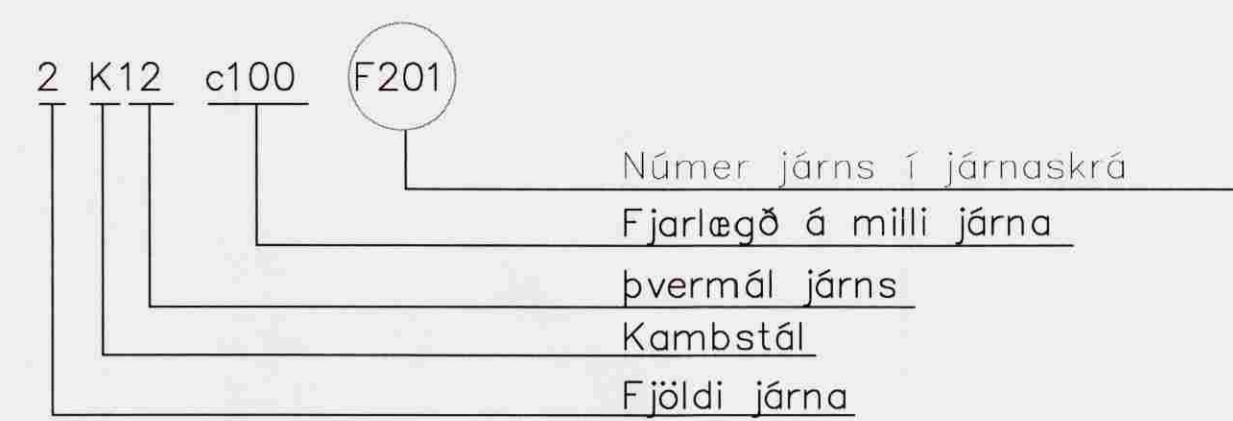 2 K12 c100 F201
Númer járns í járnaskrá
Fjarlægð á milli járna
þvermál járns
Kambstál
Fjöldi járna